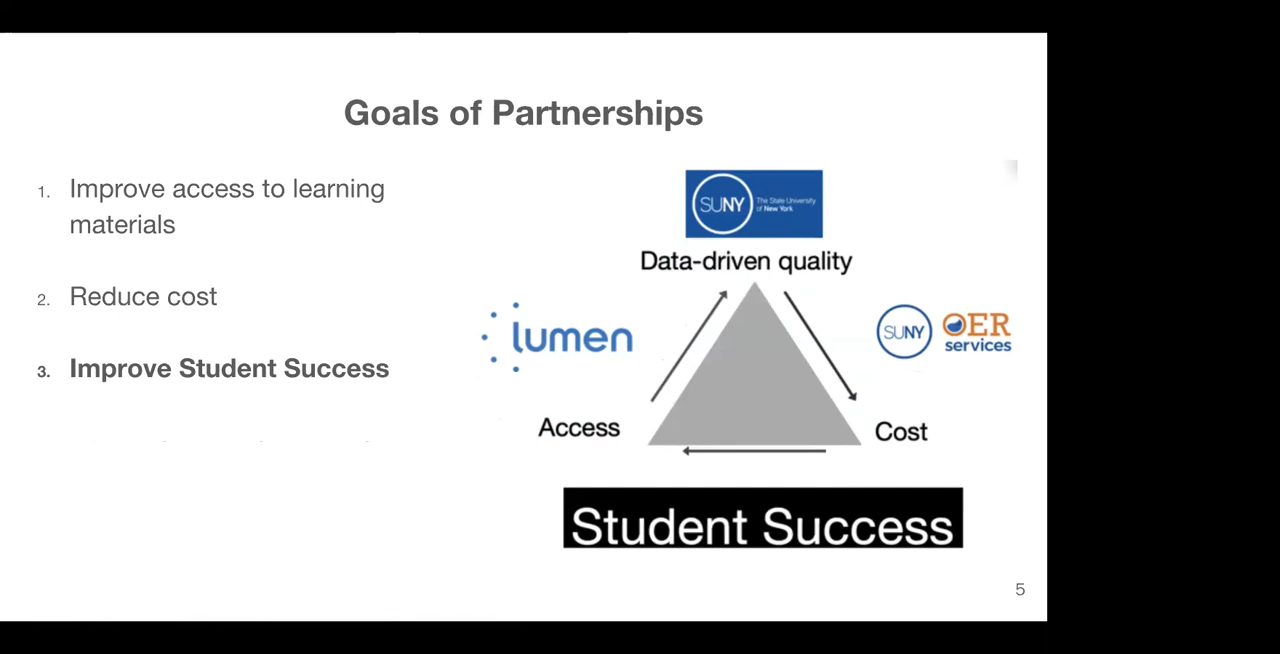 Goals of Partnerships
1. Improve access to learning
materials
2. Reduce cost
3. Improve Student Success
SUNY The State University
of New York
Data-driven quality
lumen
SUNY OER
services
Access
Cost
Student Success
5